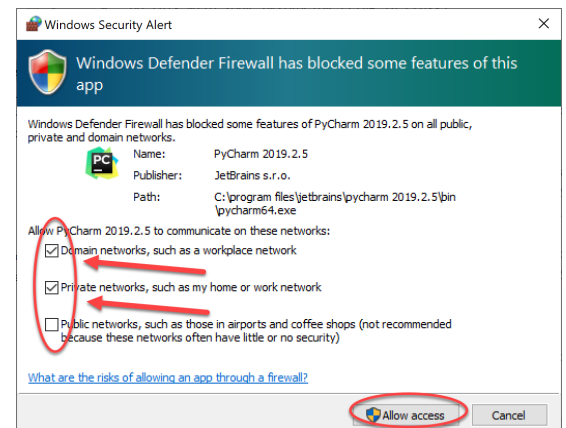 Windows Security Alert
Windows Defender Firewall has blocked some features of this
app
Windows Defender Firewall has blocked some features of PyCharm 2019.2.5 on all public,
private and domain networks.
PC
Name: PyCharm 2019.2.5
Publisher: JetBrains s.r.o.
Path: C:\program files\jetbrains\pycharm 2019.2.5\bin
\pycharm64.exe
Allow PyCharm 2019.2.5 to communicate on these networks:
Domain networks, such as a workplace network
Private networks, such as my home or work network
Public networks, such as those in airports and coffee shops (not recommended
because these networks often have little or no security)
What are the risks of allowing an app through a firewall?
Allow access Cancel